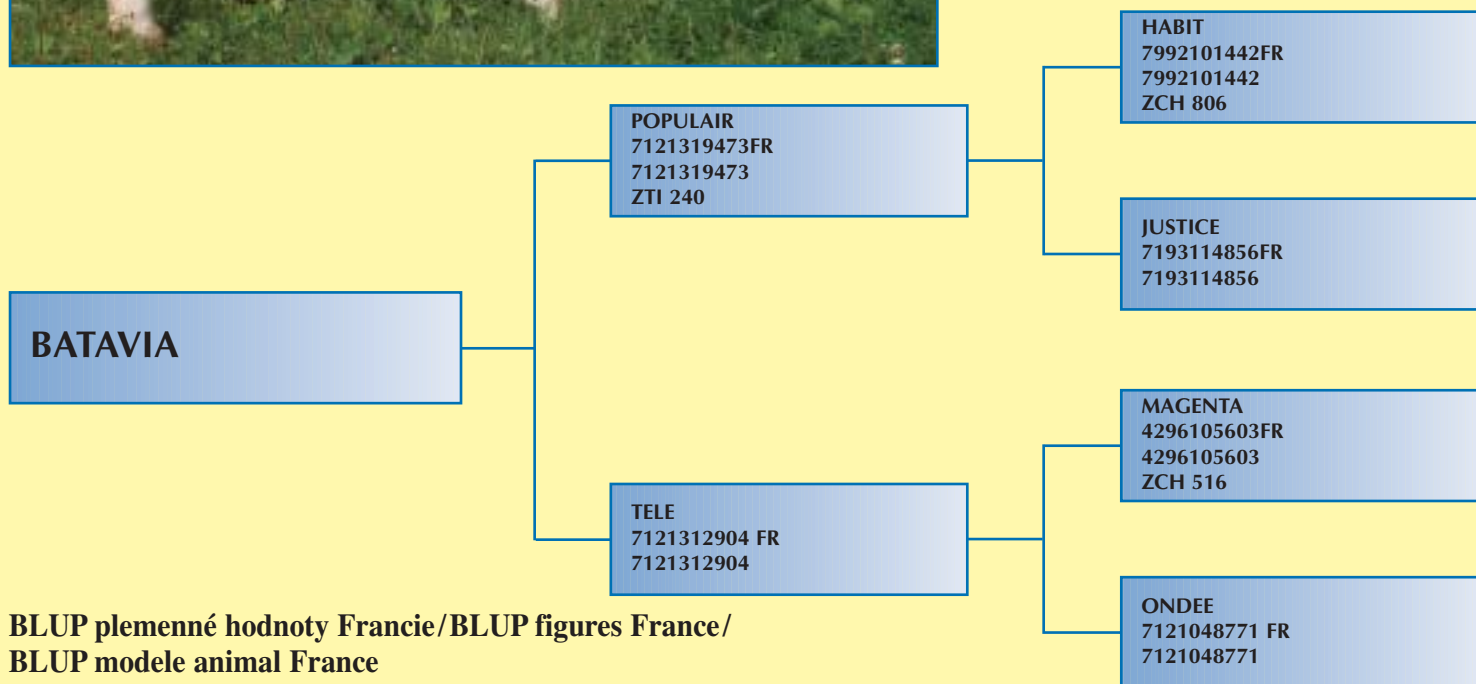 HABIT
7992101442FR
7992101442
ZCH 806
POPULAIR
7121319473FR
7121319473
ZTI 240
JUSTICE
7193114856FR
7193114856
BATAVIA
MAGENTA
4296105603FR
4296105603
ZCH 516
TELE
7121312904 FR
7121312904
ONDEE
7121048771 FR
7121048771
BLUP plemenné hodnoty Francie/BLUP figures France/
BLUP modele animal France